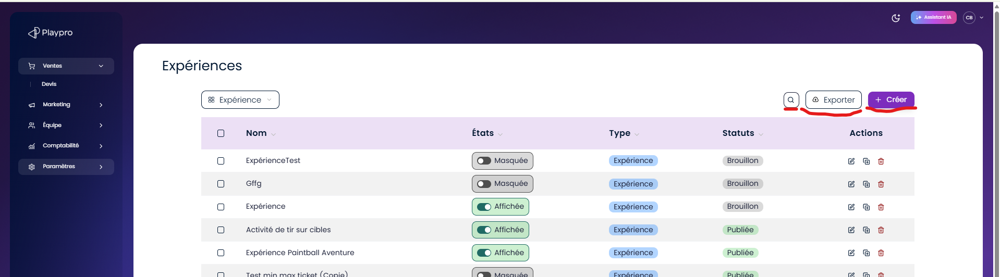 Assistant IA CB
Playpro
Expériences
Ventes
Devis
Marketing
Équipe
Comptabilité
Paramètres
Expérience Exporter + Créer
Nom États Type Statuts Actions
ExpérienceTest Masquée Expérience Brouillon
Gffg Masquée Expérience Brouillon
Expérience Affichée Expérience Brouillon
Activité de tir sur cibles Affichée Expérience Publiée
Expérience Paintball Aventure Affichée Expérience Publiée
Test min max ticket (Copie) Masquée Expérience Publiée